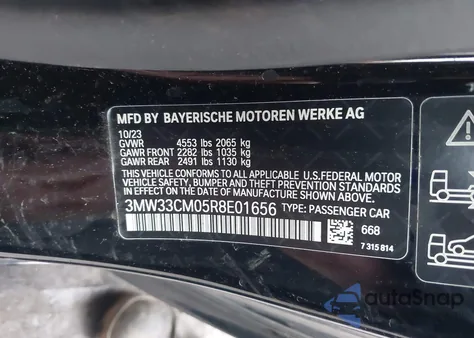 MFD BY BAYERISCHE MOTOREN WERKE AG
10/23
GVWR 4553 lbs 2065 kg
GAWR FRONT 2282 lbs 1035 kg
GAWR REAR 2491 lbs 1130 kg
THIS VEHICLE CONFORMS TO ALL APPLICABLE U.S.FEDERAL MOTOR
VEHICLE SAFETY, BUMPER, AND THEFT PREVENTION STANDARDS IN
EFFECT ON THE DATE OF MANUFACTURE SHOWN ABOVE.
3MW33CM05R8E01656 TYPE: PASSENGER CAR
668
7 315 814
autoSnap